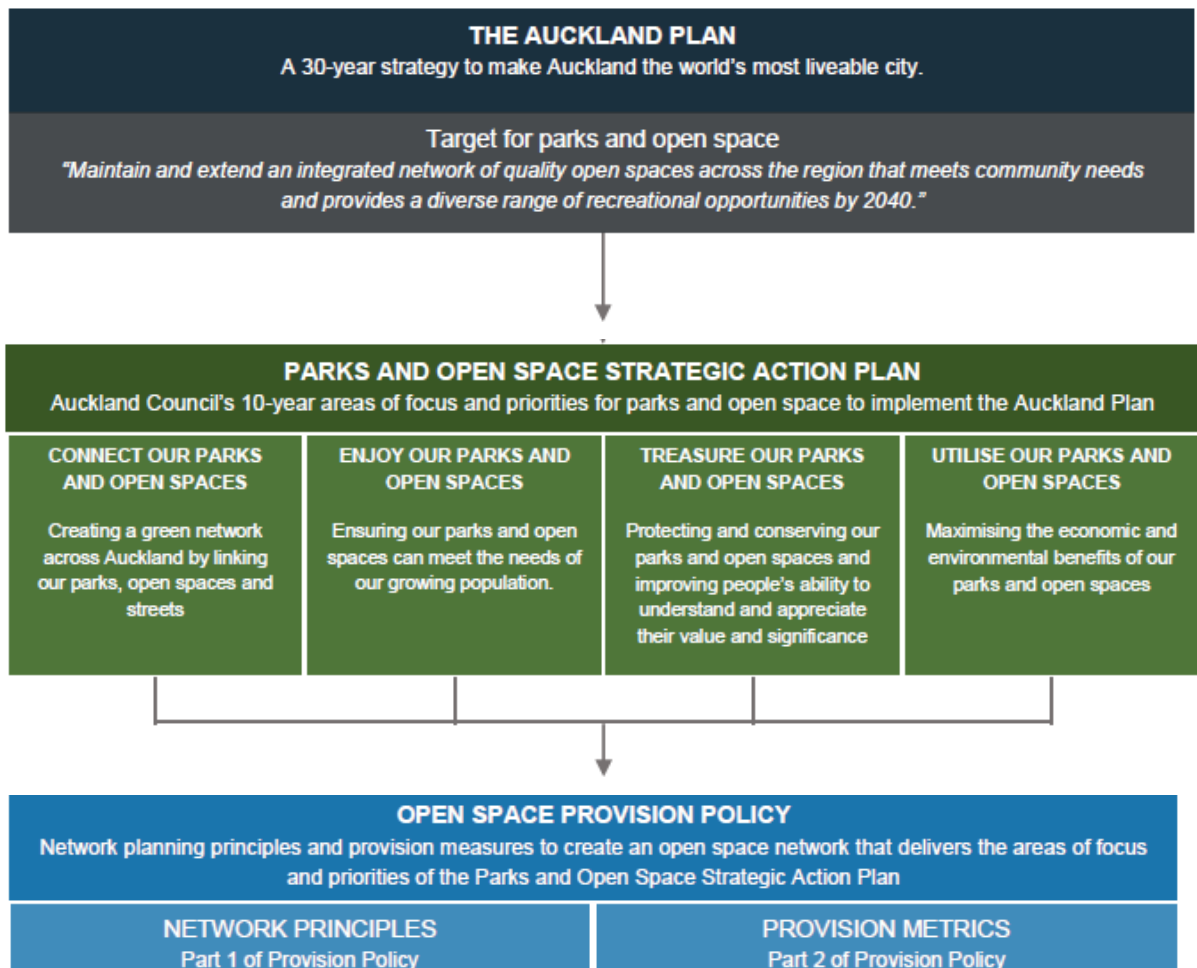 THE AUCKLAND PLAN
A 30-year strategy to make Auckland the world's most liveable city.
Target for parks and open space
"Maintain and extend an integrated network of quality open spaces across the region that meets community needs
and provides a diverse range of recreational opportunities by 2040."
PARKS AND OPEN SPACE STRATEGIC ACTION PLAN
Auckland Council's 10-year areas of focus and priorities for parks and open space to implement the Auckland Plan
CONNECT OUR PARKS
AND OPEN SPACES
Creating a green network
across Auckland by linking
our parks, open spaces and
streets
ENJOY OUR PARKS AND
OPEN SPACES
Ensuring our parks and open
spaces can meet the needs of
our growing population.
TREASURE OUR PARKS
AND OPEN SPACES
Protecting and conserving our
parks and open spaces and
improving people's ability to
understand and appreciate
their value and significance
UTILISE OUR PARKS AND
OPEN SPACES
Maximising the economic and
environmental benefits of our
parks and open spaces
OPEN SPACE PROVISION POLICY
Network planning principles and provision measures to create an open space network that delivers the areas of focus
and priorities of the Parks and Open Space Strategic Action Plan
NETWORK PRINCIPLES
Part 1 of Provision Policy
PROVISION METRICS
Part 2 of Provision Policy